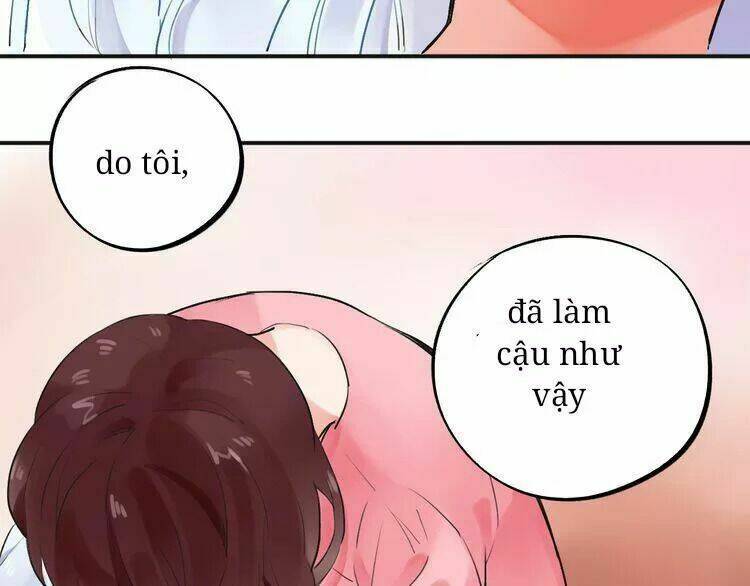 do tôi,
đã làm
cậu như
vậy